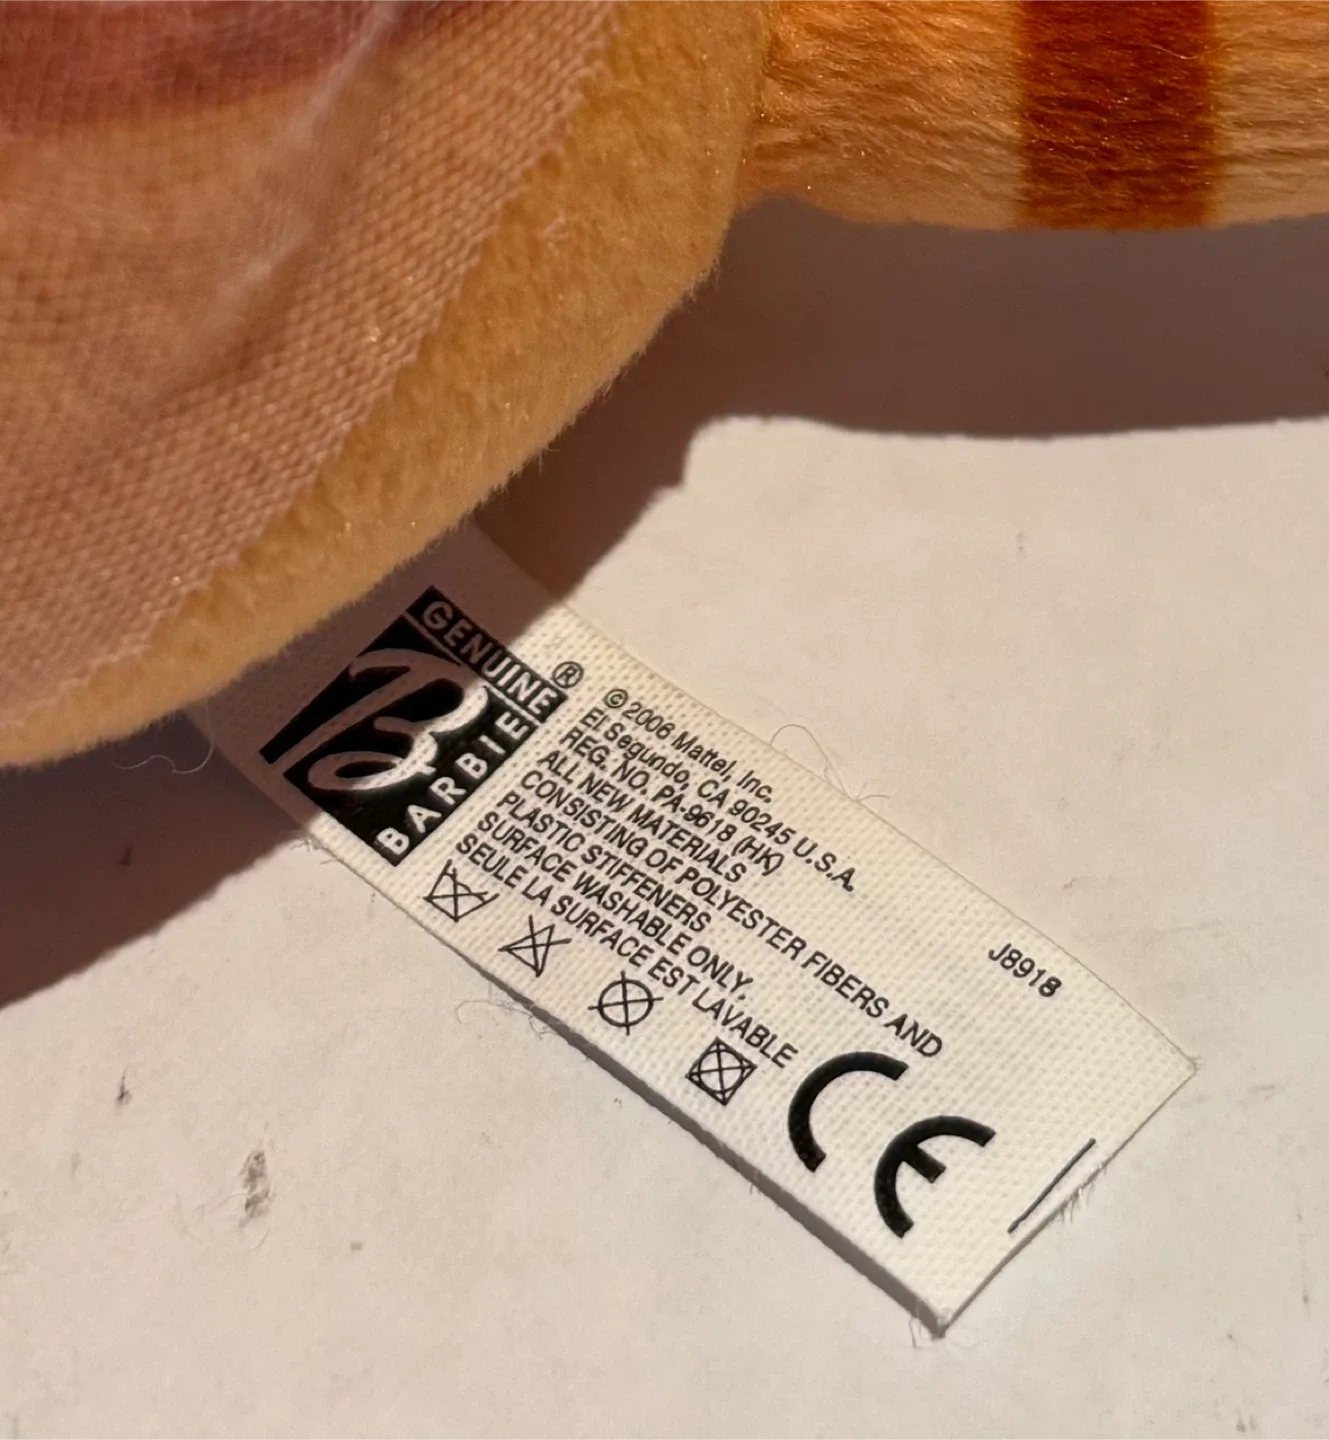 GENUINE
B
BARBIE
®
© 2006 Mattel, Inc.
El Segundo, CA 90245 U.S.A.
REG. NO. PA-9618 (HK)
ALL NEW MATERIALS
CONSISTING OF POLYESTER FIBERS AND
PLASTIC STIFFENERS
SURFACE WASHABLE ONLY.
SEULE LA SURFACE EST LAVABLE
J8918
CE